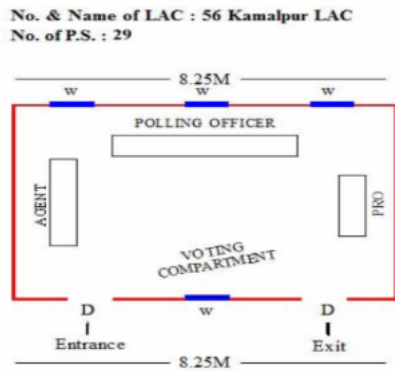 No. & Name of LAC : 56 Kamalpur LAC
No. of P.S. : 29
8.25M
W W W
POLLING OFFICER
AGENT
PRO
VOTING
COMPARTMENT
D W D
Entrance Exit
8.25M